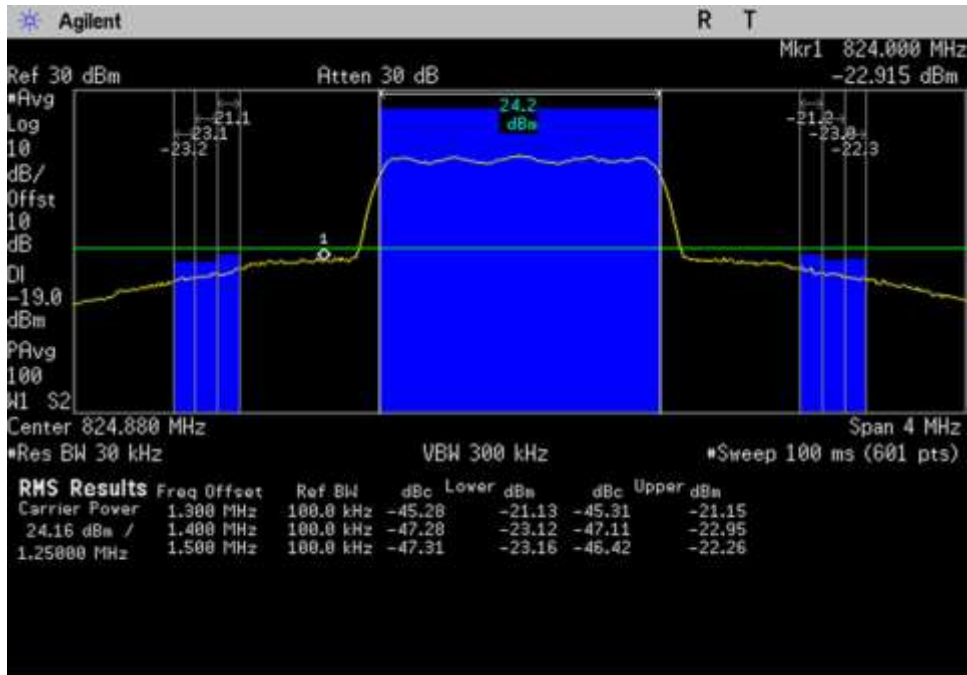 Agilent R T
Mkr1 824.000 MHz
Ref 30 dBm Atten 30 dB -22.915 dBm
#Avg
Log
10
dB/
Offst
10
dB
DI
-19.0
dBm
PAvg
100
W1 S2
24.2
dBm
-21.1
-23.1
-23.2
-21.2
-23.0
-22.3
1
Center 824.880 MHz Span 4 MHz
#Res BW 30 kHz VBW 300 kHz #Sweep 100 ms (601 pts)
RMS Results Freq Offset Ref BW dBc Lower dBm dBc Upper dBm
Carrier Power 1.300 MHz 100.0 kHz -45.28 -21.13 -45.31 -21.15
24.16 dBm / 1.400 MHz 100.0 kHz -47.28 -23.12 -47.11 -22.95
1.25000 MHz 1.500 MHz 100.0 kHz -47.31 -23.16 -46.42 -22.26